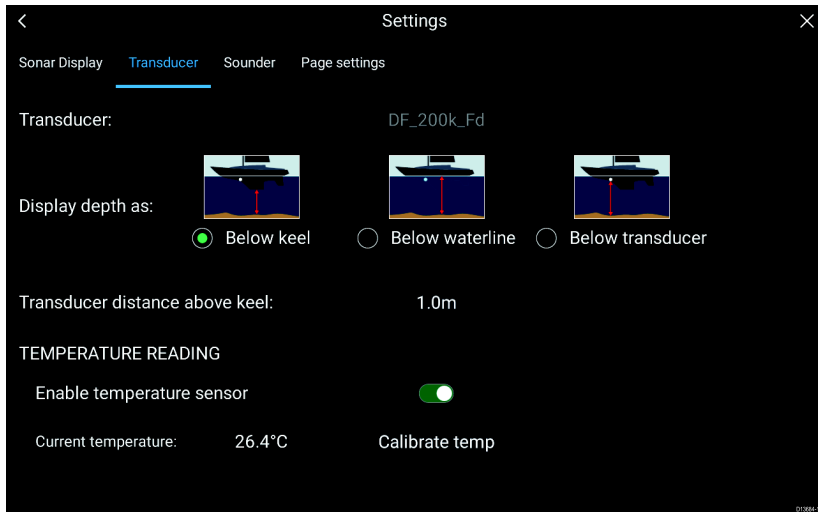 Settings
Sonar Display Transducer Sounder Page settings
Transducer: DF_200k_Fd
Display depth as:
Below keel Below waterline Below transducer
Transducer distance above keel: 1.0m
TEMPERATURE READING
Enable temperature sensor
Current temperature: 26.4°C Calibrate temp